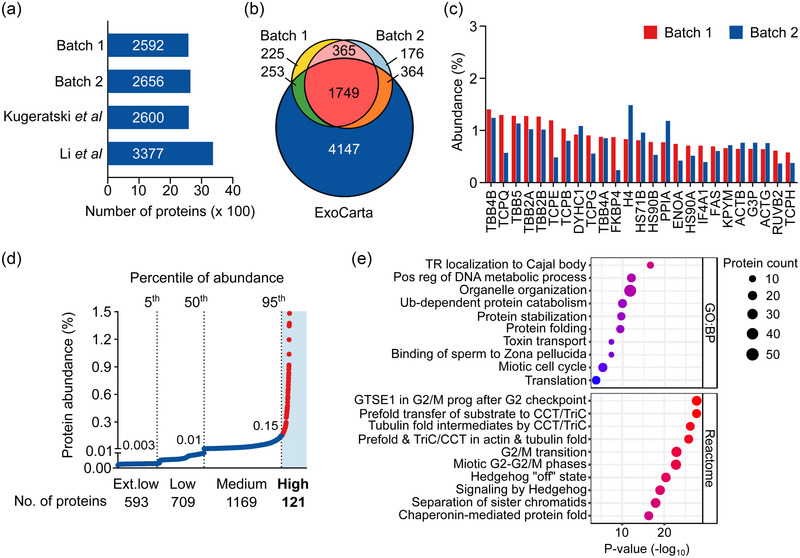 (a)
Batch 1
2592
Batch 2
2656
Kugeratski et al
2600
Li et al
3377
0 10 20 30 40
Number of proteins (x 100)
(b)
Batch 1 Batch 2
225 365 176
253 364
1749
4147
ExoCarta
(c)
Batch 1 Batch 2
Abundance (%)
3
2
1
0
TBB4B
TCPQ
TBB5
TBB2A
TBB2B
TCPE
TCPB
DYHC1
TCPG
TBB4A
FKBP4
H4
HS71B
HS90B
PPIA
ENOA
HS90A
IF4A1
FAS
KPYM
ACTB
G3P
ACTG
RUVB2
TCPH
(d)
Percentile of abundance
5th 50th 95th
Protein abundance (%)
1.5
1.2
0.9
0.6
0.3
0.01
0.00
0.003
0.01
0.15
Ext.low Low Medium High
No. of proteins 593 709 1169 121
(e)
TR localization to Cajal body
Pos reg of DNA metabolic process
Organelle organization
Ub-dependent protein catabolism
Protein stabilization
Protein folding
Toxin transport
Binding of sperm to Zona pellucida
Miotic cell cycle
Translation
GO:BP
GTSE1 in G2/M prog after G2 checkpoint
Prefold transfer of substrate to CCT/TriC
Tubulin fold intermediates by CCT/TriC
Prefold & TriC/CCT in actin & tubulin fold
G2/M transition
Miotic G2-G2/M phases
Hedgehog "off" state
Signaling by Hedgehog
Separation of sister chromatids
Chaperonin-mediated protein fold
Reactome
10 20
P-value (-log10)
Protein count
10
20
30
40
50